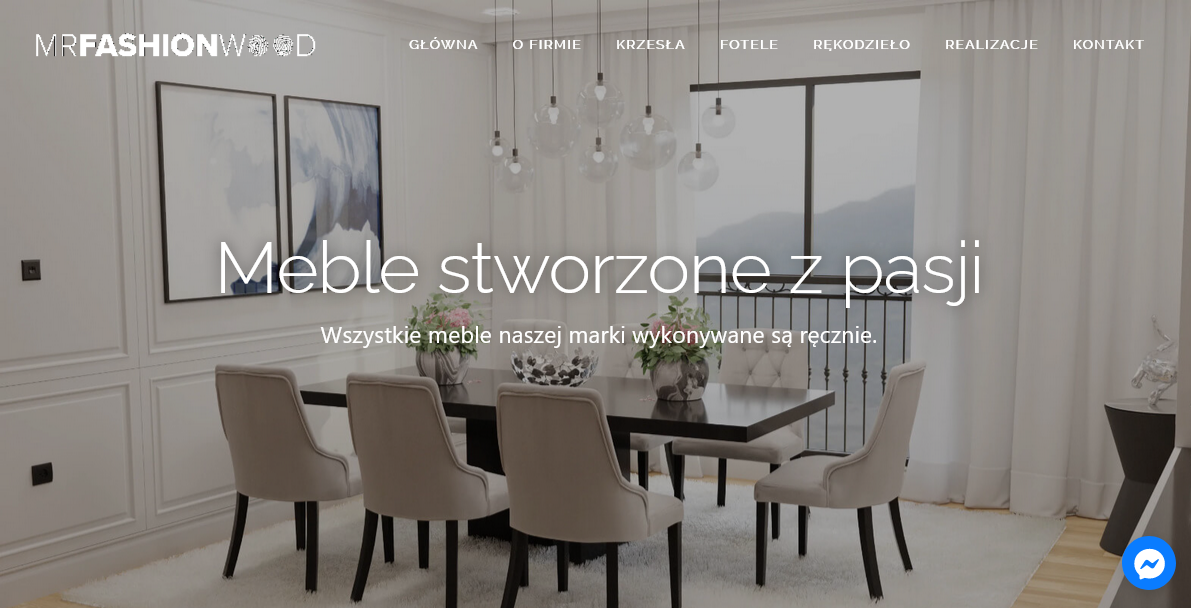 MRFASHIONWOOD
GŁÓWNA O FIRMIE KRZESŁA FOTELE RĘKODZIEŁO REALIZACJE KONTAKT
Meble stworzone z pasji
Wszystkie meble naszej marki wykonywane są ręcznie.